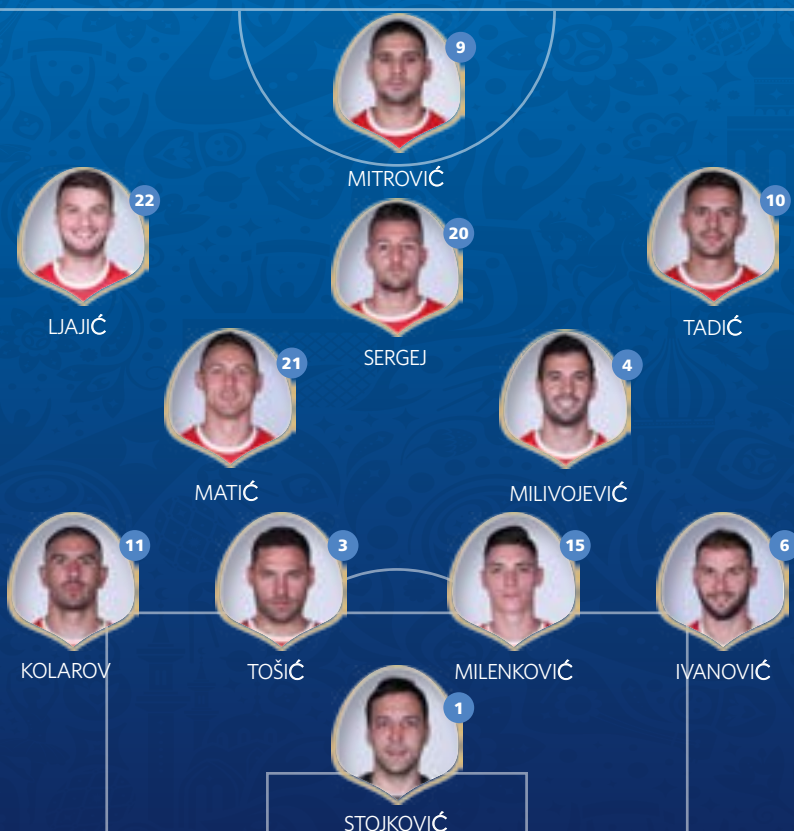 9
MITROVIĆ
22
10
20
LJAJIĆ
TADIĆ
SERGEJ
21
4
MATIĆ
MILIVOJEVIĆ
11
3
15
6
KOLAROV
TOŠIĆ
MILENKOVIĆ
IVANOVIĆ
1
STOJKOVIĆ